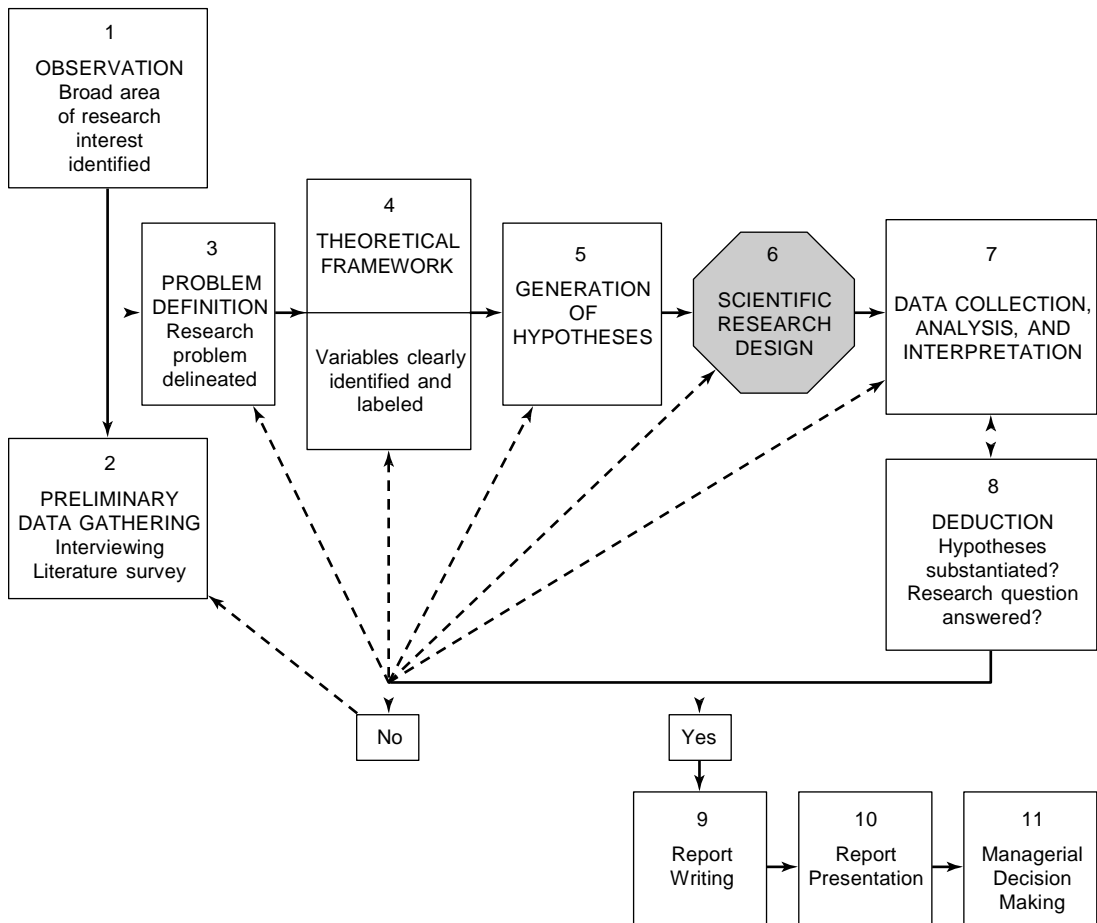 1
OBSERVATION
Broad area
of research
interest
identified
2
PRELIMINARY
DATA GATHERING
Interviewing
Literature survey
3
PROBLEM
DEFINITION
Research
problem
delineated
4
THEORETICAL
FRAMEWORK
Variables clearly
identified and
labeled
5
GENERATION
OF
HYPOTHESES
6
SCIENTIFIC
RESEARCH
DESIGN
7
DATA COLLECTION,
ANALYSIS, AND
INTERPRETATION
8
DEDUCTION
Hypotheses
substantiated?
Research question
answered?
No
Yes
9
Report
Writing
10
Report
Presentation
11
Managerial
Decision
Making